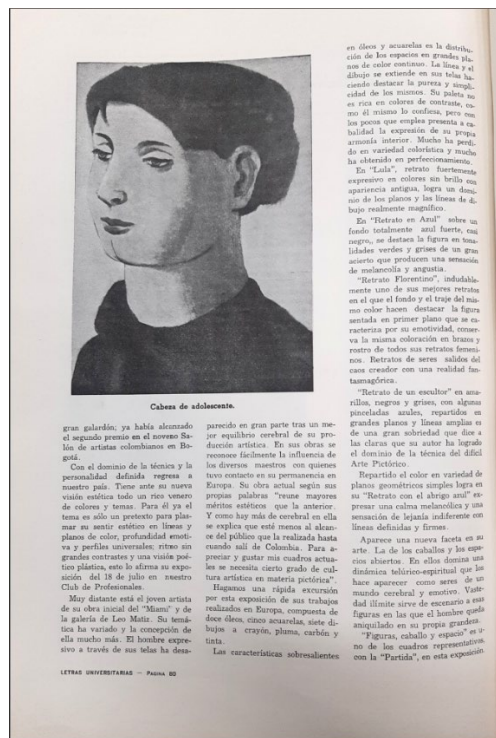 Cabeza de adolescente.
gran galardón; ya había alcanzado
el segundo premio en el noveno Sa-
lón de artistas colombianos en Bo-
gotá.
Con el dominio de la técnica y la
personalidad definida regresa a
nuestro país. Tiene ante su nueva
visión estética todo un rico venero
de colores y temas. Para él ya el
tema es sólo un pretexto para plas-
mar su sentir estético en líneas y
planos de color, profundidad emoti-
va y perfiles universales; ritmo sin
grandes contrastes y una visión poé-
tico plástica, esto lo afirma su expo-
sición del 18 de julio en nuestro
Club de Profesionales.
Muy distante está el joven artista
de su obra inicial del "Miami" y de
la galería de Leo Matiz. Su temá-
tica ha variado y la concepción de
ella mucho más. El hombre expre-
sivo a través de sus telas ha desa-
parecido en gran parte tras un me-
jor equilibrio cerebral de su pro-
ducción artística. En sus obras se
reconoce fácilmente la influencia de
los diversos maestros con quienes
tuvo contacto en su permanencia en
Europa. Su obra actual según sus
propias palabras "reune mayores
méritos estéticos que la anterior.
Y como hay más de cerebral en ella
se explica que esté menos al alcan-
ce del público que la realizada hasta
cuando salí de Colombia. Para a-
preciar y gustar mis cuadros actua-
les se necesita cierto grado de cul-
tura artística en materia pictórica".
Hagamos una rápida excursión
por esta exposición de sus trabajos
realizados en Europa, compuesta de
doce óleos, cinco acuarelas, siete di-
bujos a crayón, pluma, carbón y
tinta.
Las características sobresalientes
en óleos y acuarelas es la distribu-
ción de los espacios en grandes pla-
nos de color continuo. La línea y el
dibujo se extiende en sus telas ha-
ciendo destacar la pureza y simpli-
cidad de los mismos. Su paleta no
es rica en colores de contraste, co-
mo él mismo lo confiesa, pero con
los pocos que emplea presenta a ca-
balidad la expresión de su propia
armonía interior. Mucho ha perdi-
do en variedad colorística y mucho
ha obtenido en perfeccionamiento.
En "Lula", retrato fuertemente
expresivo en colores sin brillo con
apariencia antigua, logra un domi-
nio de los planos y las líneas de di-
bujo realmente magnífico.
En "Retrato en Azul" sobre un
fondo totalmente azul fuerte, casi
negro,, se destaca la figura en tona-
lidades verdes y grises de un gran
acierto que producen una sensación
de melancolía y angustia.
"Retrato Florentino", indudable-
mente uno de sus mejores retratos
en el que el fondo y el traje del mis-
mo color hacen destacar la figura
sentada en primer plano que se ca-
racteriza por su emotividad, conser-
va la misma coloración en brazos y
rostro de todos sus retratos femeni-
nos. Retratos de seres salidos del
caos creador con una realidad fan-
tasmagórica.
"Retrato de un escultor" en ama-
rillos, negros y grises, con algunas
pinceladas azules, repartidos en
grandes planos y líneas amplias es
de una gran sobriedad que dice a
las claras que su autor ha logrado
el dominio de la técnica del difícil
Arte Pictórico.
Repartido el color en variedad de
planos geométricos simples logra en
su "Retrato con el abrigo azul" ex-
presar una calma melancólica y una
sensación de lejanía indiferente con
líneas definidas y firmes.
Aparece una nueva faceta en su
arte. La de los caballos y los espa-
cios abiertos. En ellos domina una
dinámica telúrico-espiritual que los
hace aparecer como seres de un
mundo cerebral y emotivo. Vaste-
dad ilímite sirve de escenario a esas
figuras en las que el hombre queda
aniquilado en su propia grandeza.
"Figuras, caballo y espacio" es u-
no de los cuadros representativos,
con la "Partida", en esta exposición.
LETRAS UNIVERSITARIAS — PAGINA 90